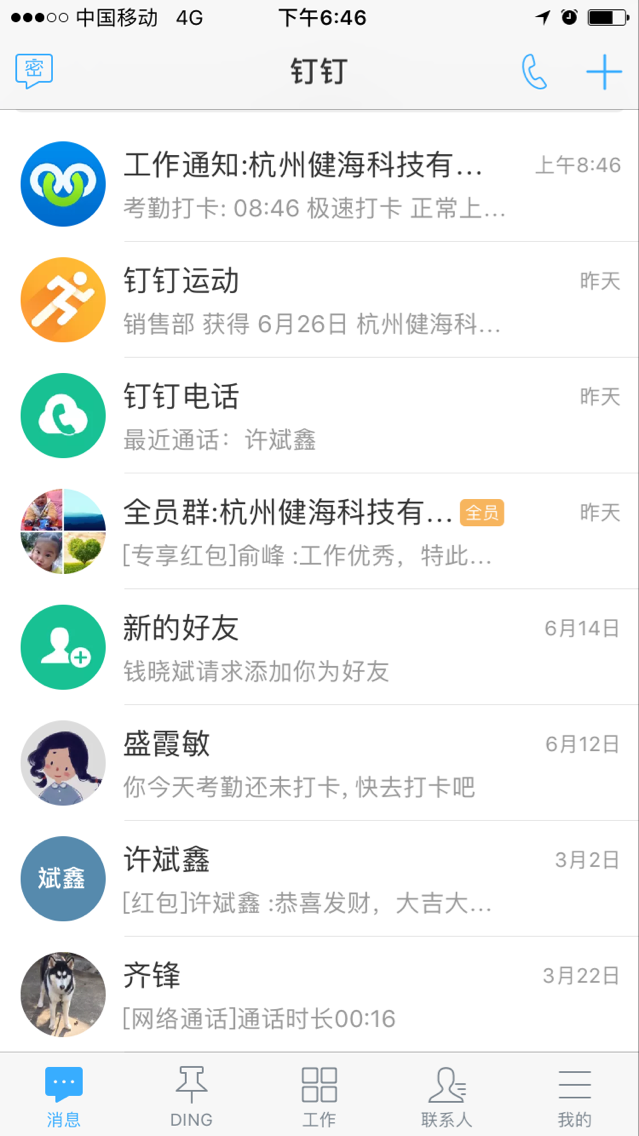 中国移动 4G 下午6:46
密 钉钉
工作通知:杭州健海科技有... 上午8:46
考勤打卡: 08:46 极速打卡 正常上...
钉钉运动 昨天
销售部 获得 6月26日 杭州健海科...
钉钉电话 昨天
最近通话：许斌鑫
全员群:杭州健海科技有... 全员 昨天
[专享红包]俞峰 :工作优秀，特此...
新的好友 6月14日
钱晓斌请求添加你为好友
盛霞敏 6月12日
你今天考勤还未打卡, 快去打卡吧
斌鑫 许斌鑫 3月2日
[红包]许斌鑫 :恭喜发财，大吉大...
齐锋 3月22日
[网络通话]通话时长00:16
消息 DING 工作 联系人 我的